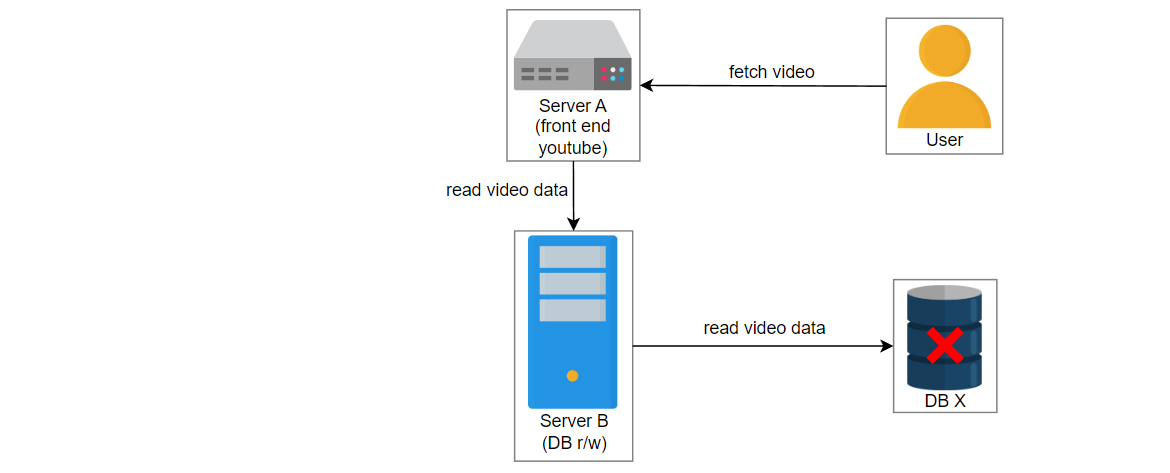 fetch video
Server A
(front end
youtube)
User
read video data
read video data
DB X
Server B
(DB r/w)